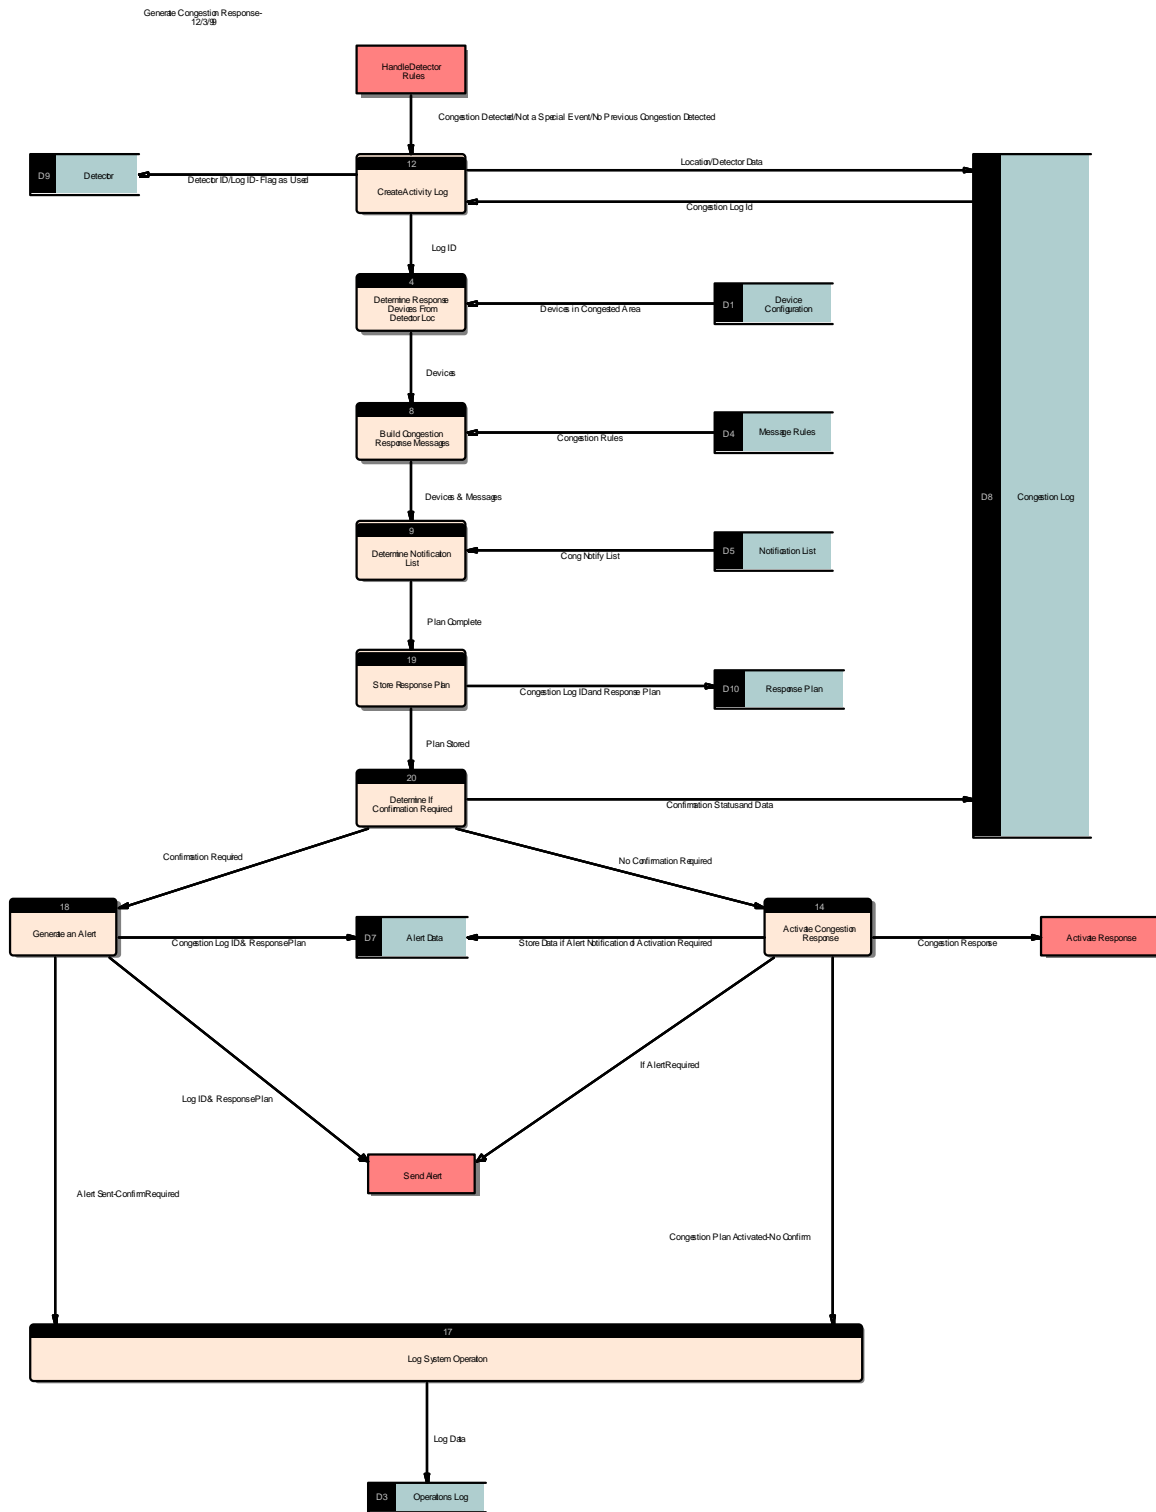 Generate Congestion Response-
12/3/99
HandleDetector
Rules
Congestion Detected/Not a Special Event/No Previous Congestion Detected
D9
Detector
Detector ID/Log ID- Flag as Used
12
CreateActivity Log
Location/Detector Data
Congestion Log Id
Log ID
4
Determine Response
Devices From
Detector Loc
Devices in Congested Area
D1
Device
Configuration
Devices
8
Build Congestion
Response Messages
Congestion Rules
D4
Message Rules
D8
Congestion Log
Devices & Messages
9
Determine Notification
List
Cong Notify List
D5
Notification List
Plan Complete
19
Store Response Plan
Congestion Log IDand Response Plan
D10
Response Plan
Plan Stored
20
Determine If
Confirmation Required
Confirmation Statusand Data
Confirmation Required
No Confirmation Required
18
Generate an Alert
Congestion Log ID& ResponsePlan
D7
Alert Data
Store Data if Alert Notification of Activation Required
14
Activate Congestion
Response
Congestion Response
Activate Response
If AlertRequired
Log ID& ResponsePlan
Send Alert
Alert Sent-ConfirmRequired
Congestion Plan Activated-No Confirm
17
Log System Operation
Log Data
D3
Operations Log